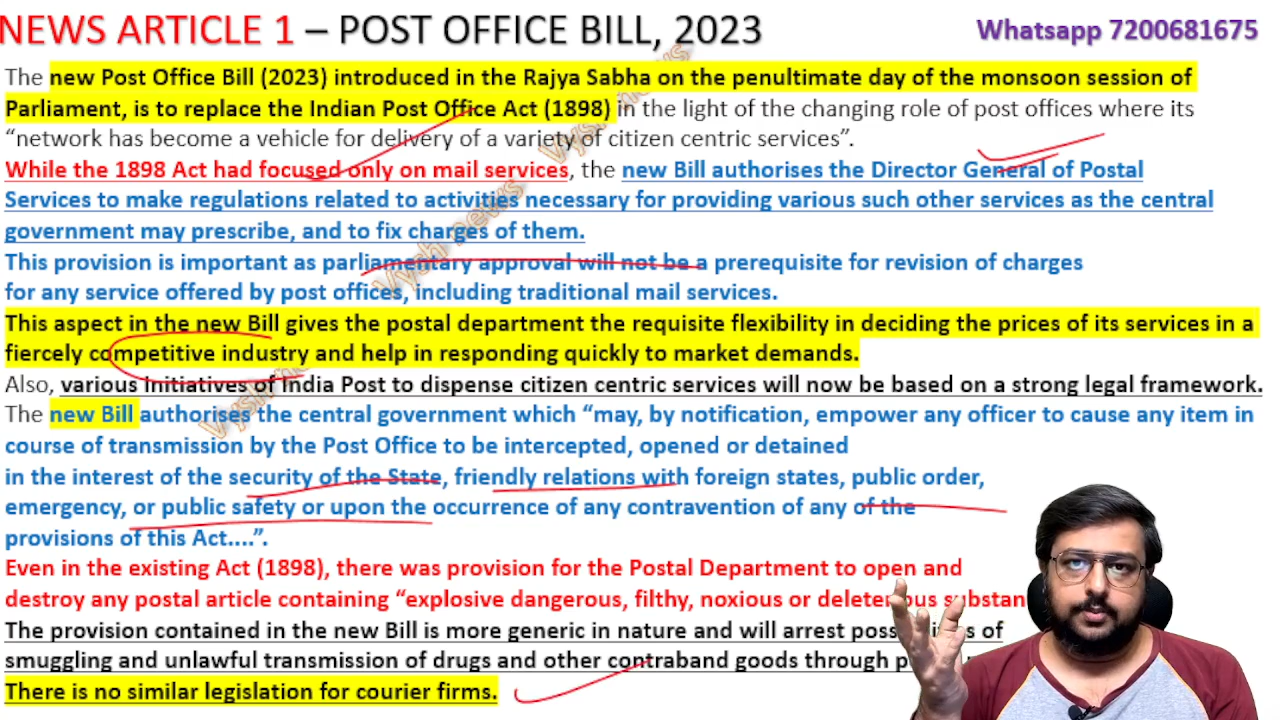 NEWS ARTICLE 1 – POST OFFICE BILL, 2023
Whatsapp 7200681675
The new Post Office Bill (2023) introduced in the Rajya Sabha on the penultimate day of the monsoon session of
Parliament, is to replace the Indian Post Office Act (1898) in the light of the changing role of post offices where its
“network has become a vehicle for delivery of a variety of citizen centric services”.
While the 1898 Act had focused only on mail services, the new Bill authorises the Director General of Postal
Services to make regulations related to activities necessary for providing various such other services as the central
government may prescribe, and to fix charges of them.
This provision is important as parliamentary approval will not be a prerequisite for revision of charges
for any service offered by post offices, including traditional mail services.
This aspect in the new Bill gives the postal department the requisite flexibility in deciding the prices of its services in a
fiercely competitive industry and help in responding quickly to market demands.
Also, various initiatives of India Post to dispense citizen centric services will now be based on a strong legal framework.
The new Bill authorises the central government which “may, by notification, empower any officer to cause any item in
course of transmission by the Post Office to be intercepted, opened or detained
in the interest of the security of the State, friendly relations with foreign states, public order,
emergency, or public safety or upon the occurrence of any contravention of any of the
provisions of this Act....”.
Even in the existing Act (1898), there was provision for the Postal Department to open and
destroy any postal article containing “explosive dangerous, filthy, noxious or
The provision contained in the new Bill is more generic in nature and will arrest of
smuggling and unlawful transmission of drugs and other contraband goods through
There is no similar legislation for courier firms.
Vysh news